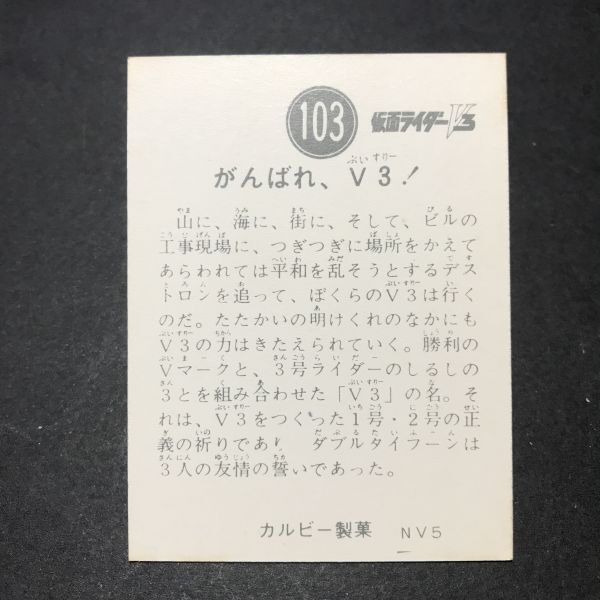 103 仮面ライダーV3
がんばれ、V3!
山に、海に、街に、そして、ビルの
工事現場に、つぎつぎに場所をかえて
あらわれては平和を乱そうとするデス
トロンを追って、ぼくらのV3は行く
のだ。たたかいの明けくれのなかにも
V3の力はきたえられていく。勝利の
Vマークと、3号ライダーのしるしの
3とを組み合わせた「V3」の名。そ
れは、V3をつくった1号・2号の正
義の祈りであり、ダブルタイフーンは
3人の友情の誓いであった。
カルビー製菓 NV5